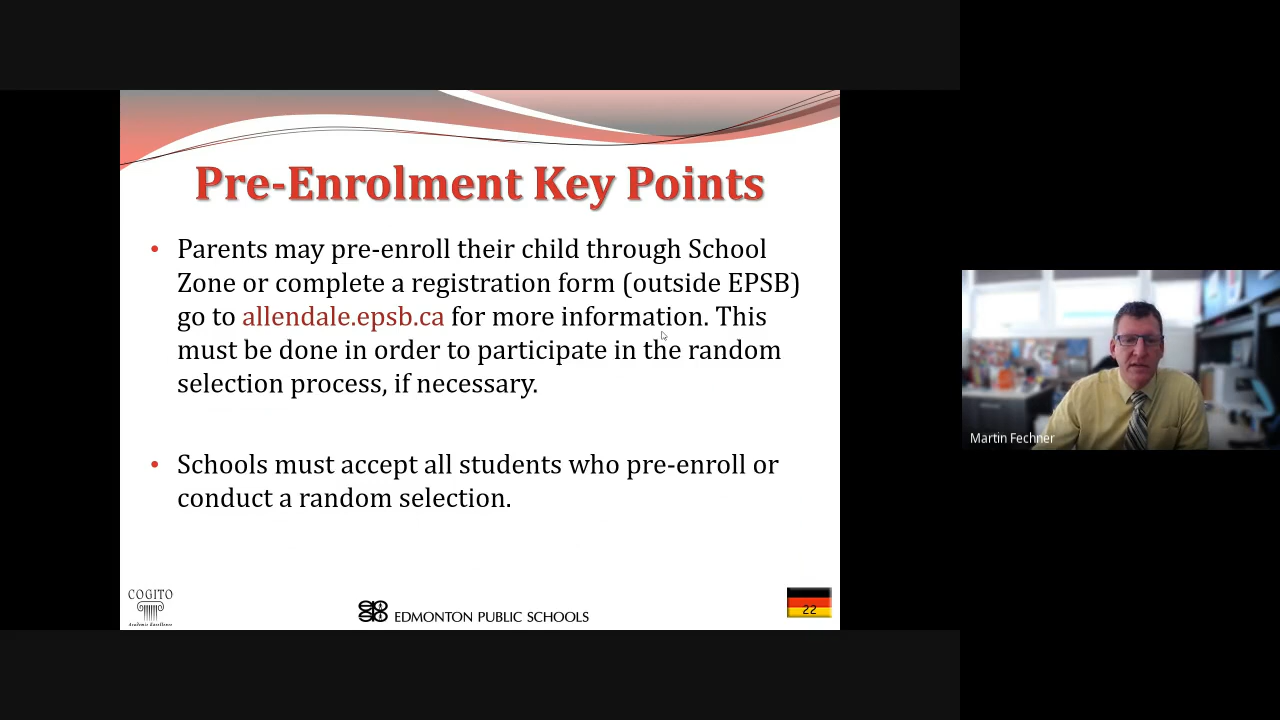 Pre-Enrolment Key Points
• Parents may pre-enroll their child through School
Zone or complete a registration form (outside EPSB)
go to allendale.epsb.ca for more information. This
must be done in order to participate in the random
selection process, if necessary.
• Schools must accept all students who pre-enroll or
conduct a random selection.
COGITO
Academic Excellence
EDMONTON PUBLIC SCHOOLS
22
Martin Fechner